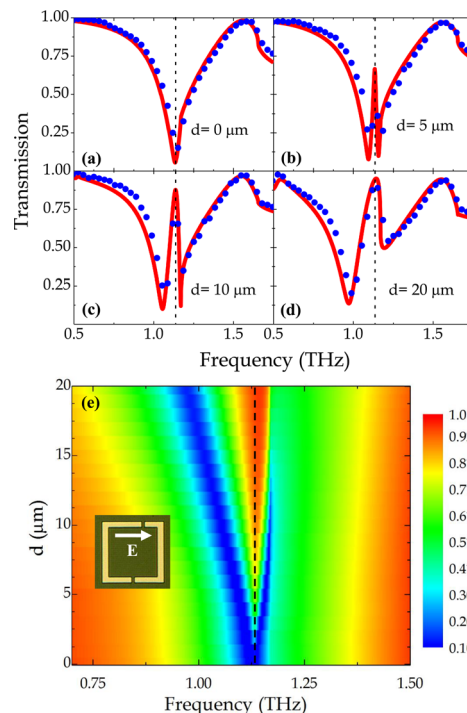 1.00
0.75
0.50
0.25
(a)
d= 0 μm
(b)
d= 5 μm
Transmission
1.00
0.75
0.50
0.25
(c)
d= 10 μm
(d)
d= 20 μm
0.5 1.0 1.5 0.5 1.0 1.5
Frequency (THz)
20
15
10
5
0
d (μm)
(e)
E
1.0
0.9
0.8
0.7
0.6
0.5
0.4
0.3
0.2
0.10
0.75 1.00 1.25 1.50
Frequency (THz)